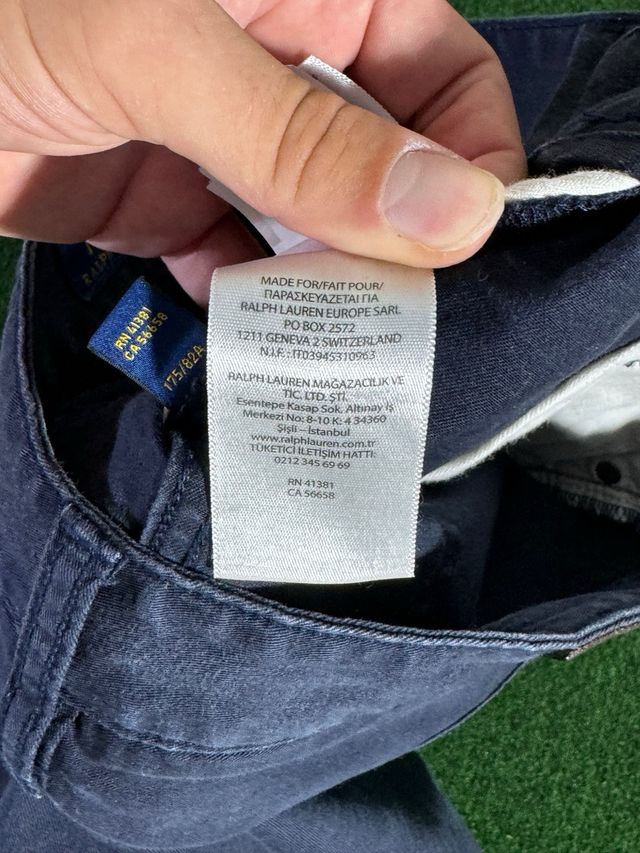 MADE FOR/FAIT POUR/
ΠΑΡΑΣΚΕΥΑΖΕΤΑΙ ΓΙΑ
RALPH LAUREN EUROPE SARL
PO BOX 2572
1211 GENEVA 2 SWITZERLAND
N.I.F.: IT03945310963
RALPH LAUREN MAĞAZACILIK VE
TİC. LTD. ŞTİ.
Esentepe Kasap Sok. Altınay İş
Merkezi No: 8-10 K: 4 34360
Şişli - İstanbul
www.ralphlauren.com.tr
TÜKETİCİ İLETİŞİM HATTI:
0212 345 69 69
RN 41381
CA 56658
RN 41381
CA 56658
175/82A